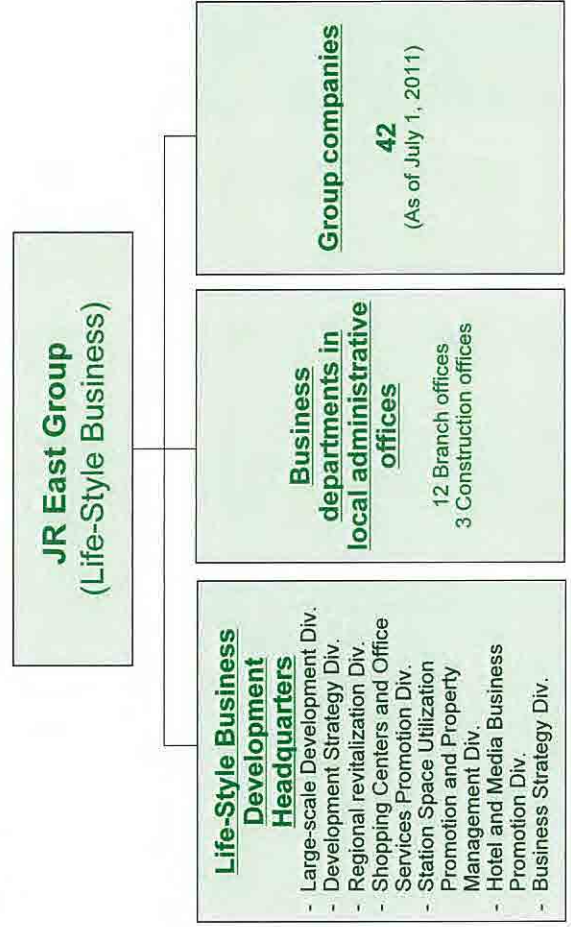 JR East Group
(Life-Style Business)
Life-Style Business
Development
Headquarters
- Large-scale Development Div.
- Development Strategy Div.
- Regional revitalization Div.
- Shopping Centers and Office
Services Promotion Div.
- Station Space Utilization
Promotion and Property
Management Div.
- Hotel and Media Business
Promotion Div.
- Business Strategy Div.
Business
departments in
local administrative
offices
12 Branch offices
3 Construction offices
Group companies
42
(As of July 1, 2011)